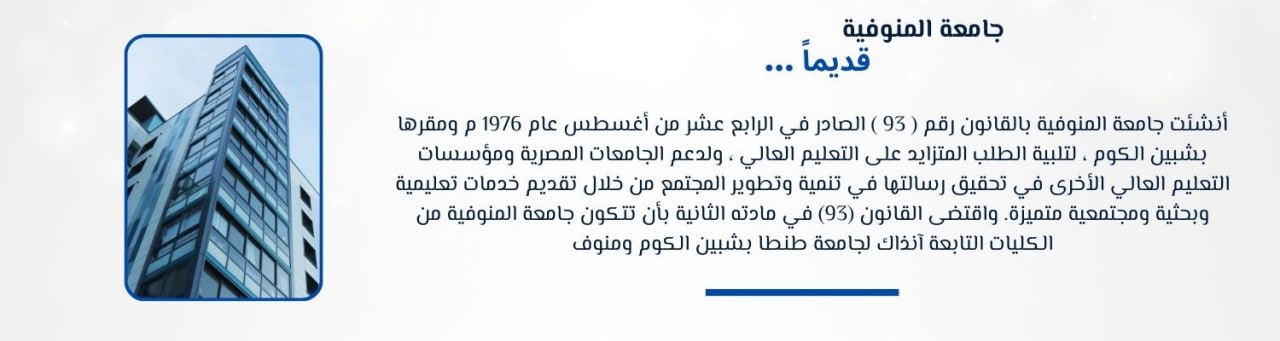 جامعة المنوفية
قديماً ...
أنشئت جامعة المنوفية بالقانون رقم ( 93 ) الصادر في الرابع عشر من أغسطس عام 1976 م ومقرها
بشبين الكوم ، لتلبية الطلب المتزايد على التعليم العالي ، ولدعم الجامعات المصرية ومؤسسات
التعليم العالي الأخرى في تحقيق رسالتها في تنمية وتطوير المجتمع من خلال تقديم خدمات تعليمية
وبحثية ومجتمعية متميزة. واقتضى القانون (93) في مادته الثانية بأن تتكون جامعة المنوفية من
الكليات التابعة آنذاك لجامعة طنطا بشبين الكوم ومنوف